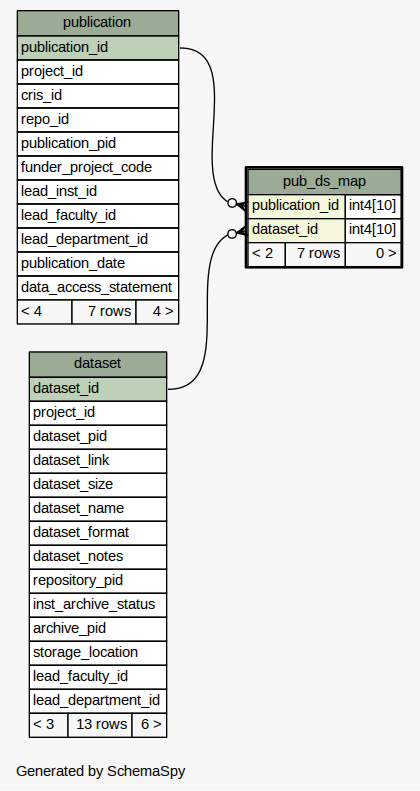 publication
publication_id
project_id
cris_id
repo_id
publication_pid
funder_project_code
lead_inst_id
lead_faculty_id
lead_department_id
publication_date
data_access_statement
< 4 7 rows 4 >
pub_ds_map
publication_id int4[10]
dataset_id int4[10]
< 2 7 rows 0 >
dataset
dataset_id
project_id
dataset_pid
dataset_link
dataset_size
dataset_name
dataset_format
dataset_notes
repository_pid
inst_archive_status
archive_pid
storage_location
lead_faculty_id
lead_department_id
< 3 13 rows 6 >
Generated by SchemaSpy